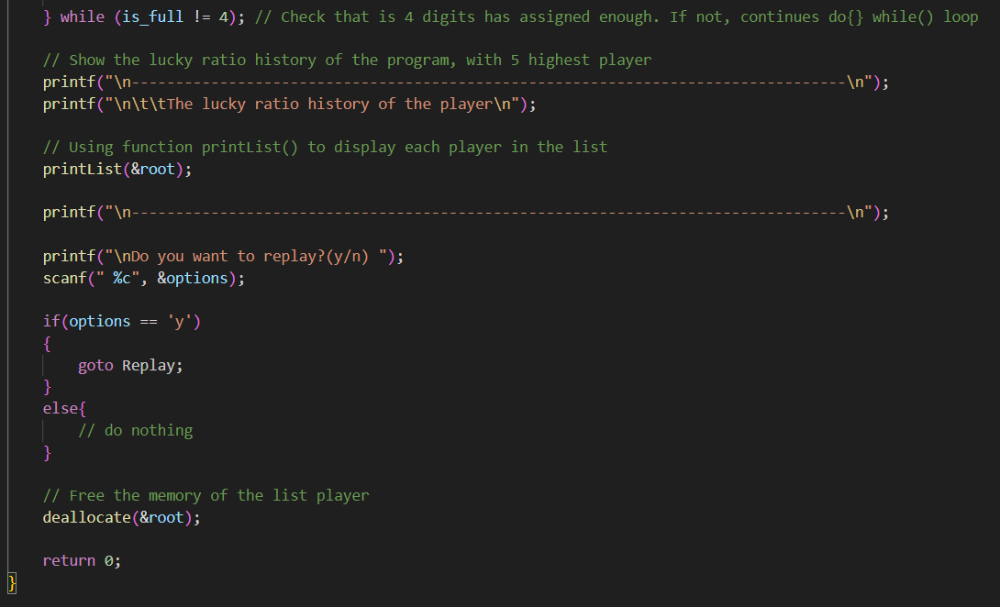 } while (is_full != 4); // Check that is 4 digits has assigned enough. If not, continues do{} while() loop
// Show the lucky ratio history of the program, with 5 highest player
printf("\n---------------------------------------------------------------------------------\n");
printf("\n\t\tThe lucky ratio history of the player\n");
// Using function printList() to display each player in the list
printList(&root);
printf("\n---------------------------------------------------------------------------------\n");
printf("\nDo you want to replay?(y/n) ");
scanf(" %c", &options);
if(options == 'y')
{
goto Replay;
}
else{
// do nothing
}
// Free the memory of the list player
deallocate(&root);
return 0;
}